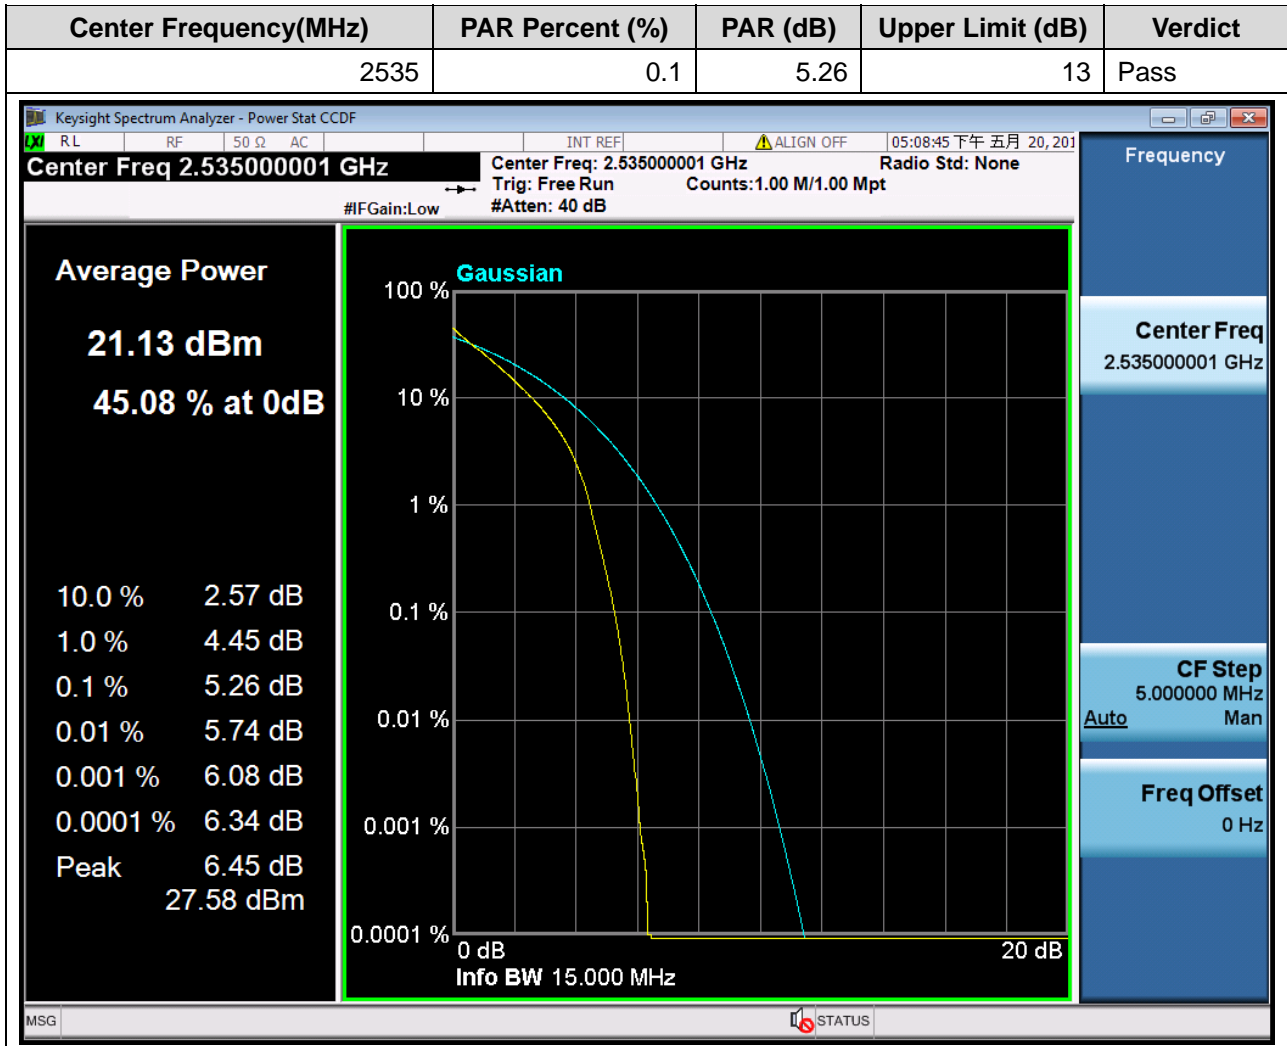 Center Frequency(MHz) PAR Percent (%) PAR (dB) Upper Limit (dB) Verdict
2535 0.1 5.26 13 Pass
Keysight Spectrum Analyzer - Power Stat CCDF
LXI RL RF 50 Ω AC INT REF ALIGN OFF 05:08:45 下午 五月 20, 201
Center Freq 2.535000001 GHz
Center Freq: 2.535000001 GHz Radio Std: None
Trig: Free Run Counts:1.00 M/1.00 Mpt
#IFGain:Low #Atten: 40 dB
Average Power
21.13 dBm
45.08 % at 0dB
10.0 % 2.57 dB
1.0 % 4.45 dB
0.1 % 5.26 dB
0.01 % 5.74 dB
0.001 % 6.08 dB
0.0001 % 6.34 dB
Peak 6.45 dB
27.58 dBm
Gaussian
100 %
10 %
1 %
0.1 %
0.01 %
0.001 %
0.0001 %
0 dB 20 dB
Info BW 15.000 MHz
Frequency
Center Freq
2.535000001 GHz
CF Step
5.000000 MHz
Auto Man
Freq Offset
0 Hz
MSG STATUS